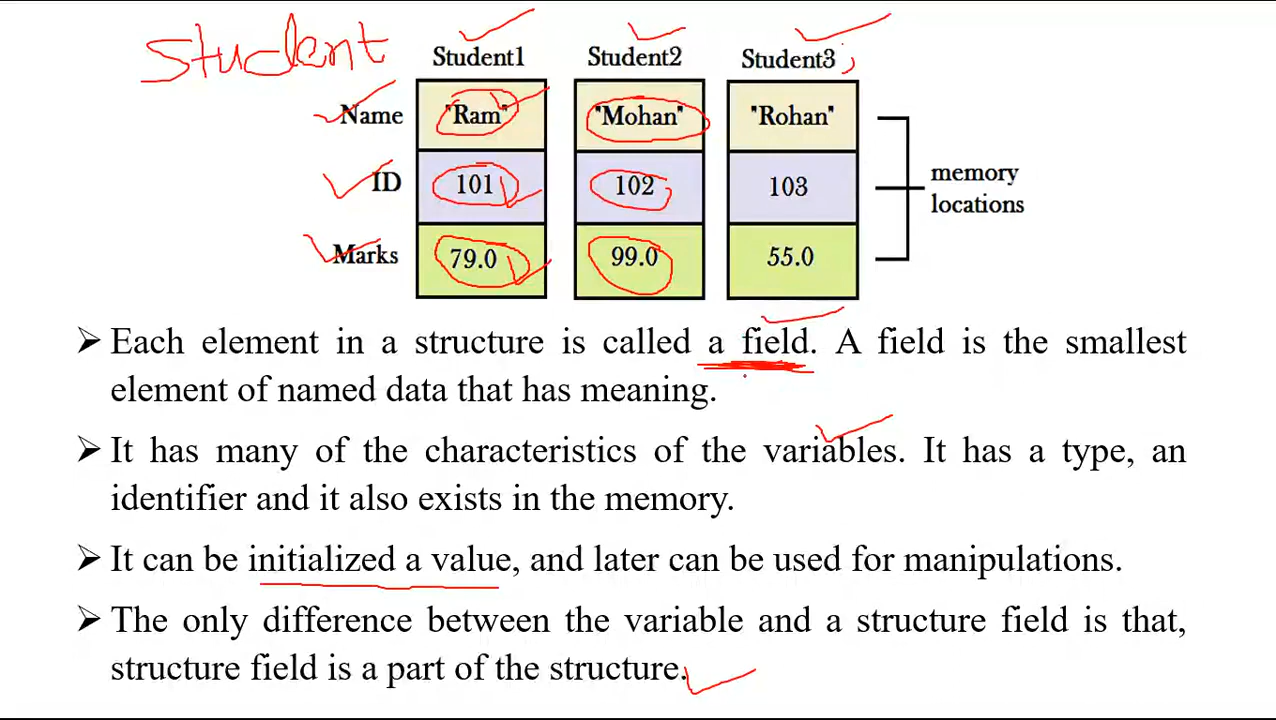 Student
Student1 Student2 Student3 ;
Name "Ram" "Mohan" "Rohan"
memory
ID 101 102 103
locations
Marks 79.0 99.0 55.0
➢ Each element in a structure is called a field. A field is the smallest
element of named data that has meaning.
➢ It has many of the characteristics of the variables. It has a type, an
identifier and it also exists in the memory.
➢ It can be initialized a value, and later can be used for manipulations.
➢ The only difference between the variable and a structure field is that,
structure field is a part of the structure.